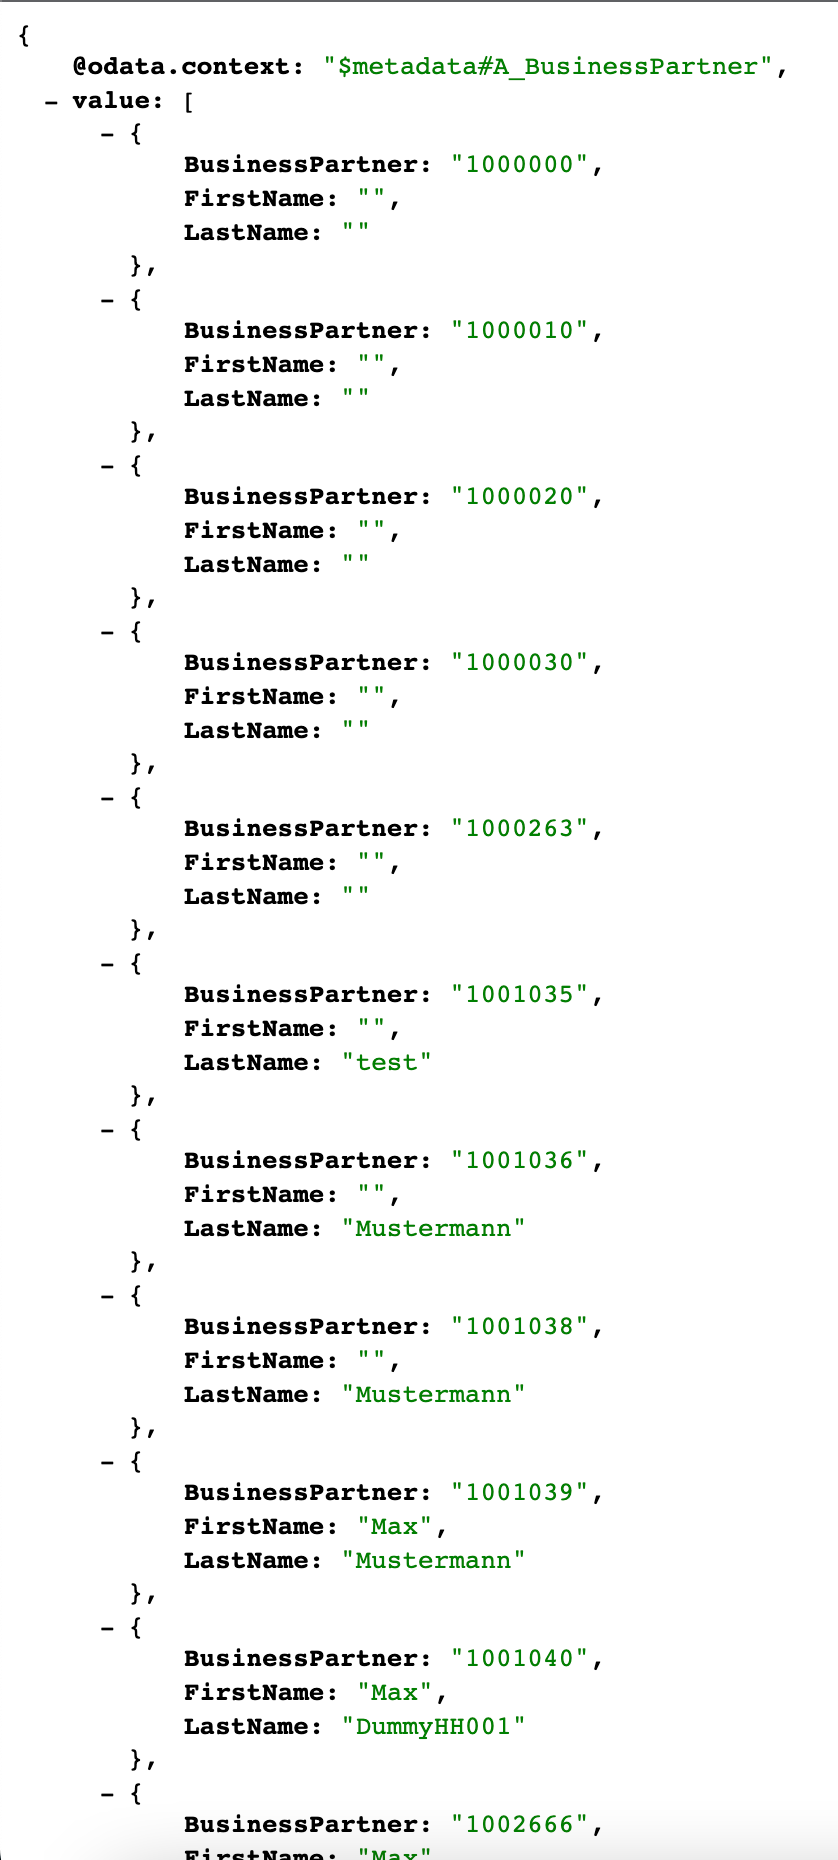 {
@odata.context: "$metadata#A_BusinessPartner",
- value: [
- {
BusinessPartner: "1000000",
FirstName: "",
LastName: ""
},
- {
BusinessPartner: "1000010",
FirstName: "",
LastName: ""
},
- {
BusinessPartner: "1000020",
FirstName: "",
LastName: ""
},
- {
BusinessPartner: "1000030",
FirstName: "",
LastName: ""
},
- {
BusinessPartner: "1000263",
FirstName: "",
LastName: ""
},
- {
BusinessPartner: "1001035",
FirstName: "",
LastName: "test"
},
- {
BusinessPartner: "1001036",
FirstName: "",
LastName: "Mustermann"
},
- {
BusinessPartner: "1001038",
FirstName: "",
LastName: "Mustermann"
},
- {
BusinessPartner: "1001039",
FirstName: "Max",
LastName: "Mustermann"
},
- {
BusinessPartner: "1001040",
FirstName: "Max",
LastName: "DummyHH001"
},
- {
BusinessPartner: "1002666",
FirstName: "Max"